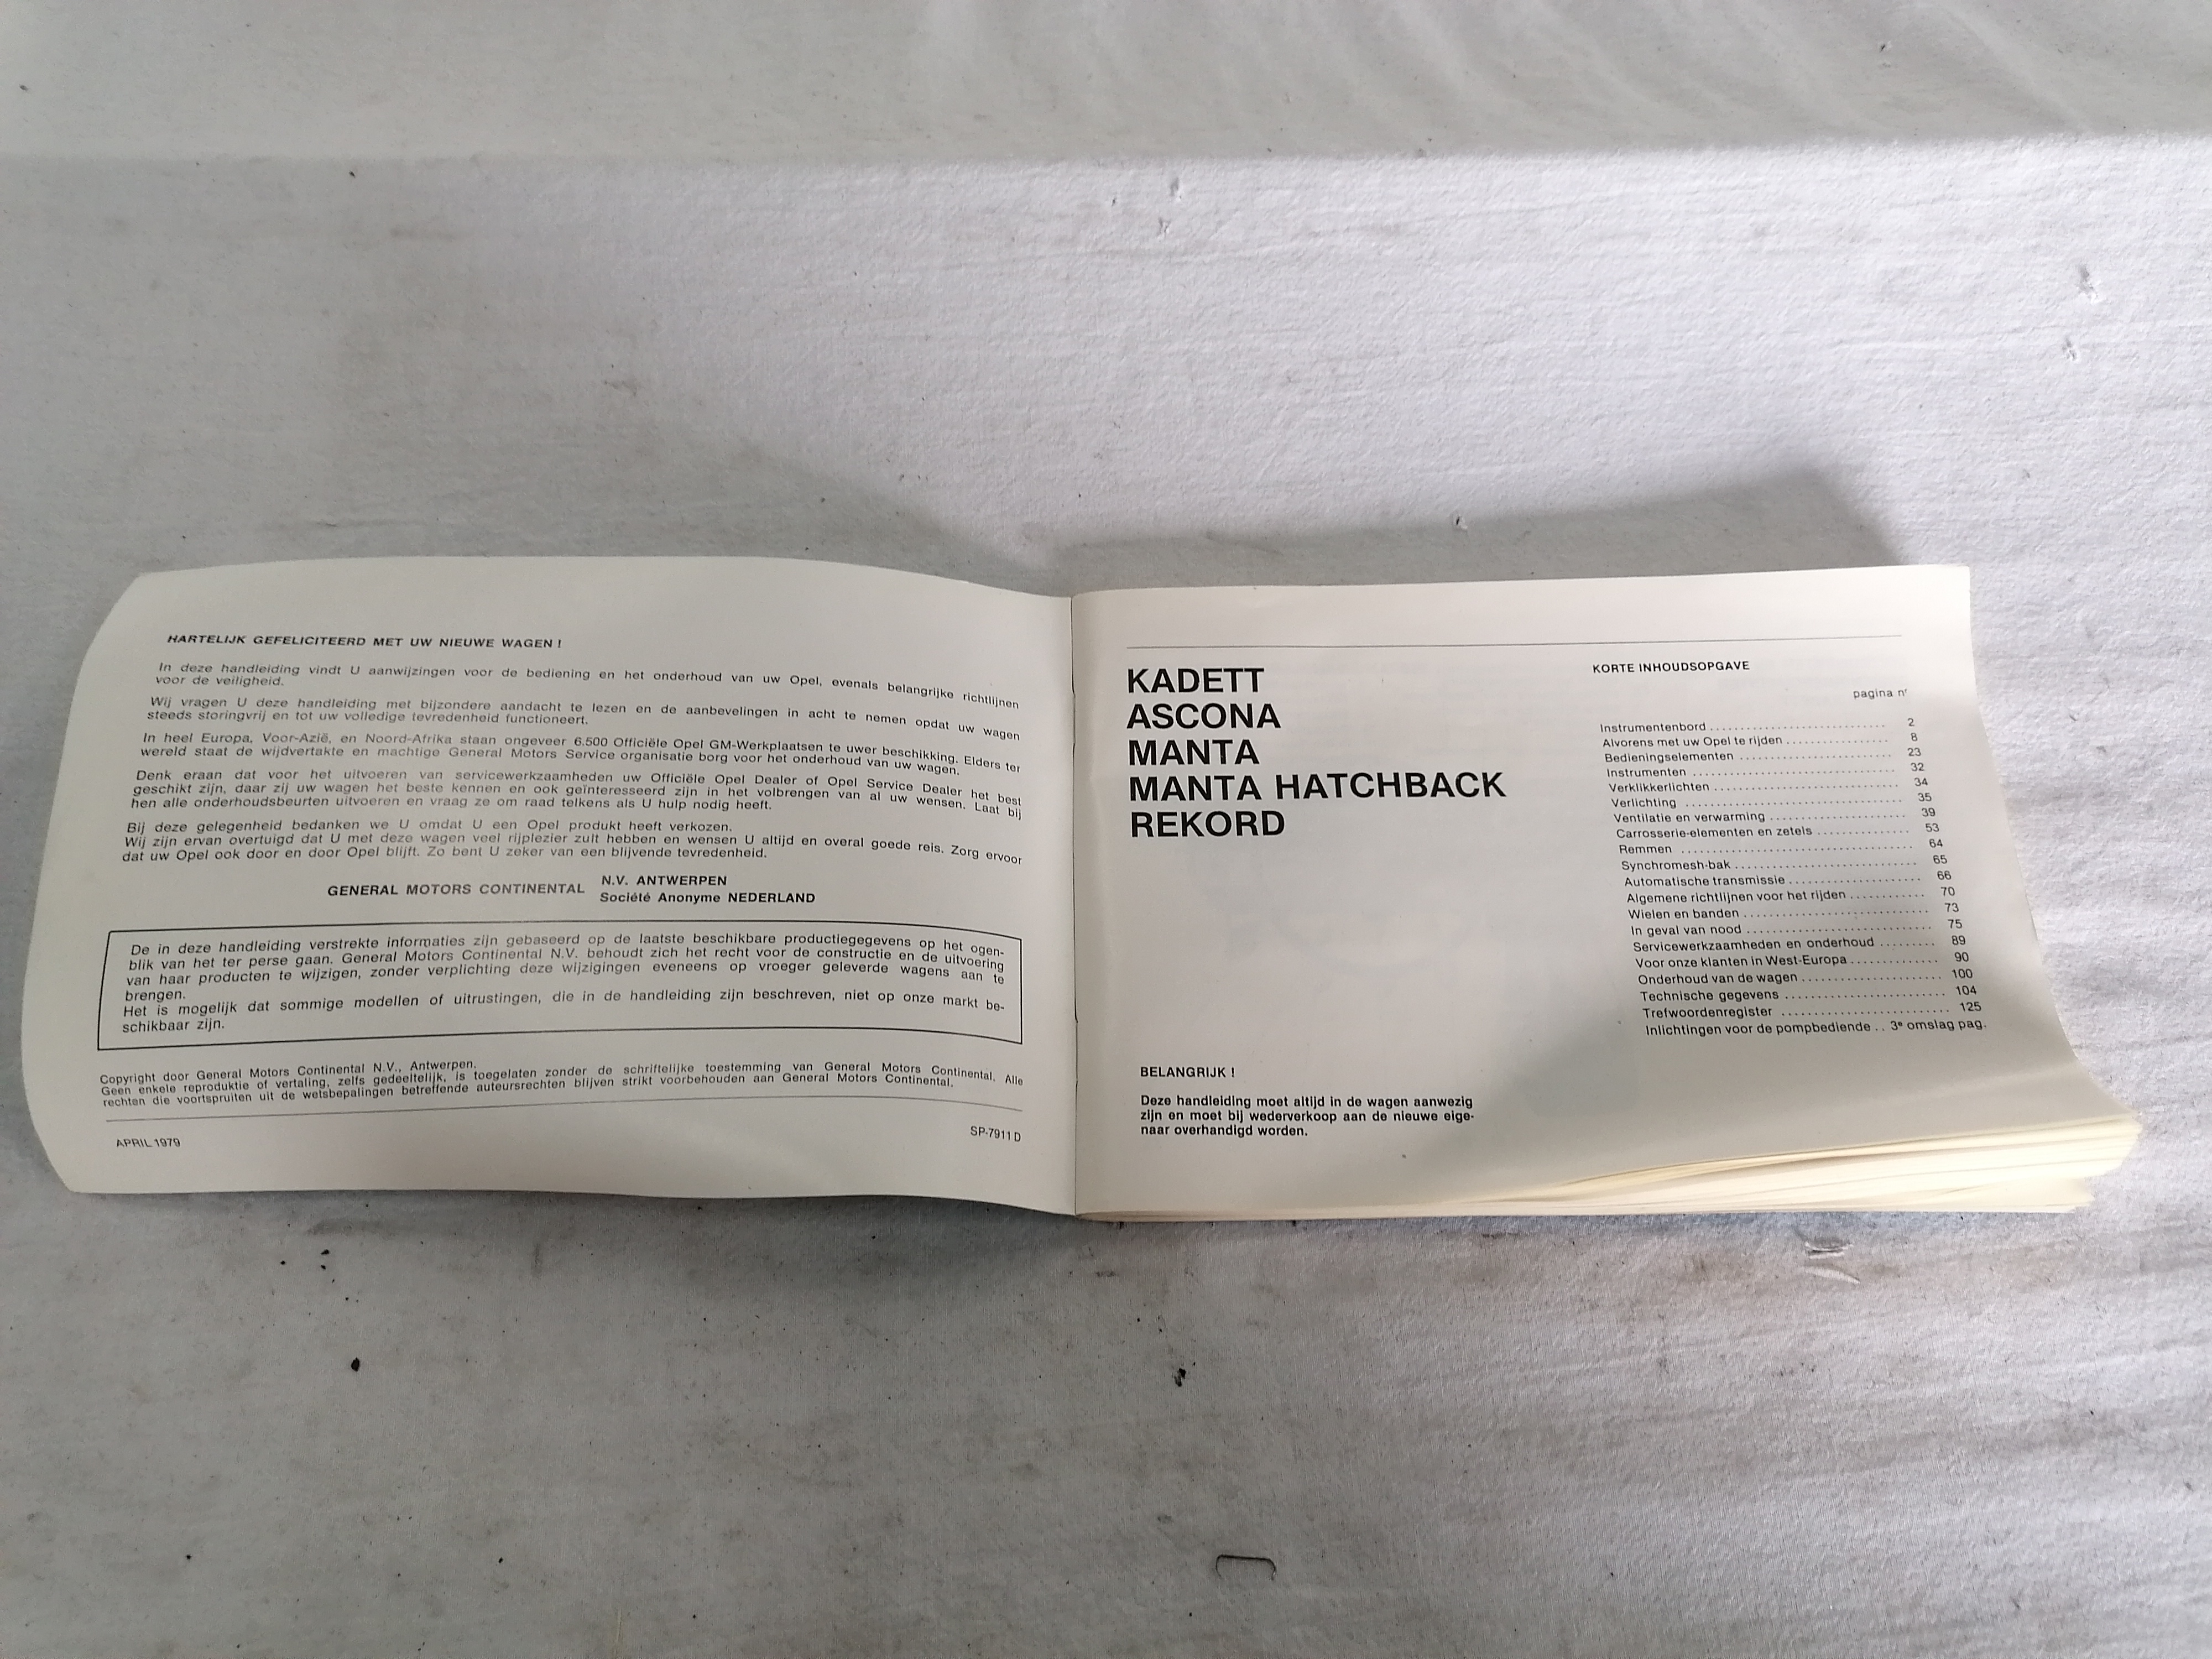 HARTELIJK GEFELICITEERD MET UW NIEUWE WAGEN !
In deze handleiding vindt U aanwijzingen voor de bediening en het onderhoud van uw Opel, evenals belangrijke richtlijnen
voor de veiligheid.
Wij vragen U deze handleiding met bijzondere aandacht te lezen en de aanbevelingen in acht te nemen opdat uw wagen
steeds storingvrij en tot uw volledige tevredenheid functioneert.
In heel Europa, Voor-Azië, en Noord-Afrika staan ongeveer 6.500 Officiële Opel GM-Werkplaatsen te uwer beschikking. Elders ter
wereld staat de wijdvertakte en machtige General Motors Service organisatie borg voor het onderhoud van uw wagen.
Denk eraan dat voor het uitvoeren van servicewerkzaamheden uw Officiële Opel Dealer of Opel Service Dealer het best
geschikt zijn, daar zij uw wagen het beste kennen en ook geïnteresseerd zijn in het volbrengen van al uw wensen. Laat bij
hen alle onderhoudsbeurten uitvoeren en vraag ze om raad telkens als U hulp nodig heeft.
Bij deze gelegenheid bedanken we U omdat U een Opel produkt heeft verkozen.
Wij zijn ervan overtuigd dat U met deze wagen veel rijplezier zult hebben en wensen U altijd en overal goede reis. Zorg ervoor
dat uw Opel ook door en door Opel blijft. Zo bent U zeker van een blijvende tevredenheid.
GENERAL MOTORS CONTINENTAL N.V. ANTWERPEN
Société Anonyme NEDERLAND
De in deze handleiding verstrekte informaties zijn gebaseerd op de laatste beschikbare productiegegevens op het ogen-
blik van het ter perse gaan. General Motors Continental N.V. behoudt zich het recht voor de constructie en de uitvoering
van haar producten te wijzigen, zonder verplichting deze wijzigingen eveneens op vroeger geleverde wagens aan te
brengen.
Het is mogelijk dat sommige modellen of uitrustingen, die in de handleiding zijn beschreven, niet op onze markt be-
schikbaar zijn.
Copyright door General Motors Continental N.V., Antwerpen.
Geen enkele reproduktie of vertaling, zelfs gedeeltelijk, is toegelaten zonder de schriftelijke toestemming van General Motors Continental. Alle
rechten die voortspruiten uit de wetsbepalingen betreffende auteursrechten blijven strikt voorbehouden aan General Motors Continental.
APRIL 1979
SP-7911 D
KADETT
ASCONA
MANTA
MANTA HATCHBACK
REKORD
BELANGRIJK !
Deze handleiding moet altijd in de wagen aanwezig
zijn en moet bij wederverkoop aan de nieuwe eige-
naar overhandigd worden.
KORTE INHOUDSOPGAVE
pagina nr
Instrumentenbord .......... 2
Alvorens met uw Opel te rijden .......... 8
Bedieningselementen .......... 23
Instrumenten .......... 32
Verklikkerlichten .......... 34
Verlichting .......... 35
Ventilatie en verwarming .......... 39
Carrosserie-elementen en zetels .......... 53
Remmen .......... 64
Synchromesh-bak .......... 65
Automatische transmissie .......... 66
Algemene richtlijnen voor het rijden .......... 70
Wielen en banden .......... 73
In geval van nood .......... 75
Servicewerkzaamheden en onderhoud .......... 89
Voor onze klanten in West-Europa .......... 90
Onderhoud van de wagen .......... 100
Technische gegevens .......... 104
Trefwoordenregister .......... 125
Inlichtingen voor de pompbediende .. 3e omslag pag.